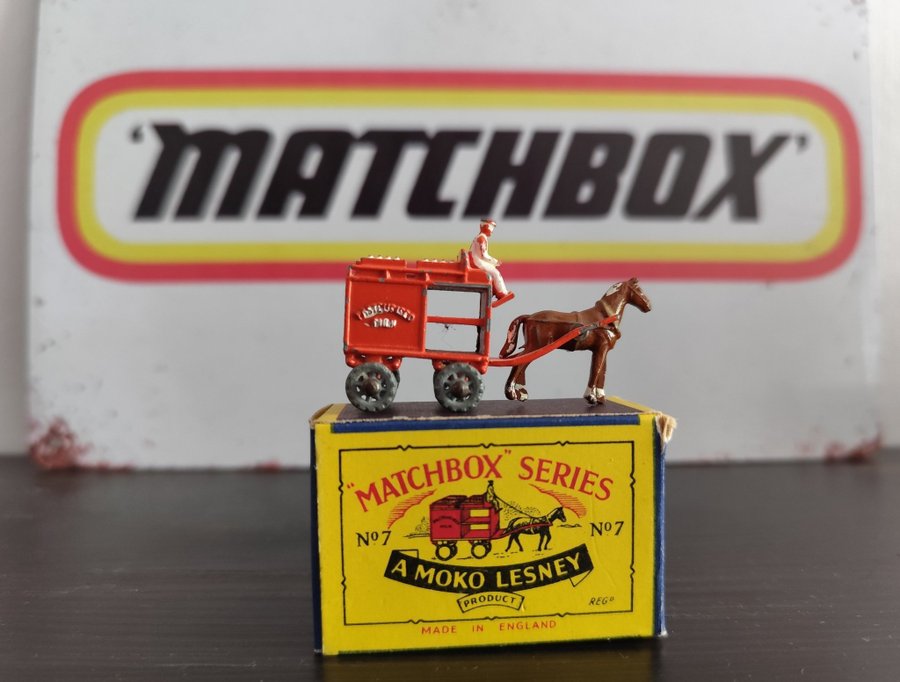 'MATCHBOX'
PASTEURISED
MILK
"MATCHBOX" SERIES
Nº7 Nº7
A MOKO LESNEY
PRODUCT
REGD
MADE IN ENGLAND